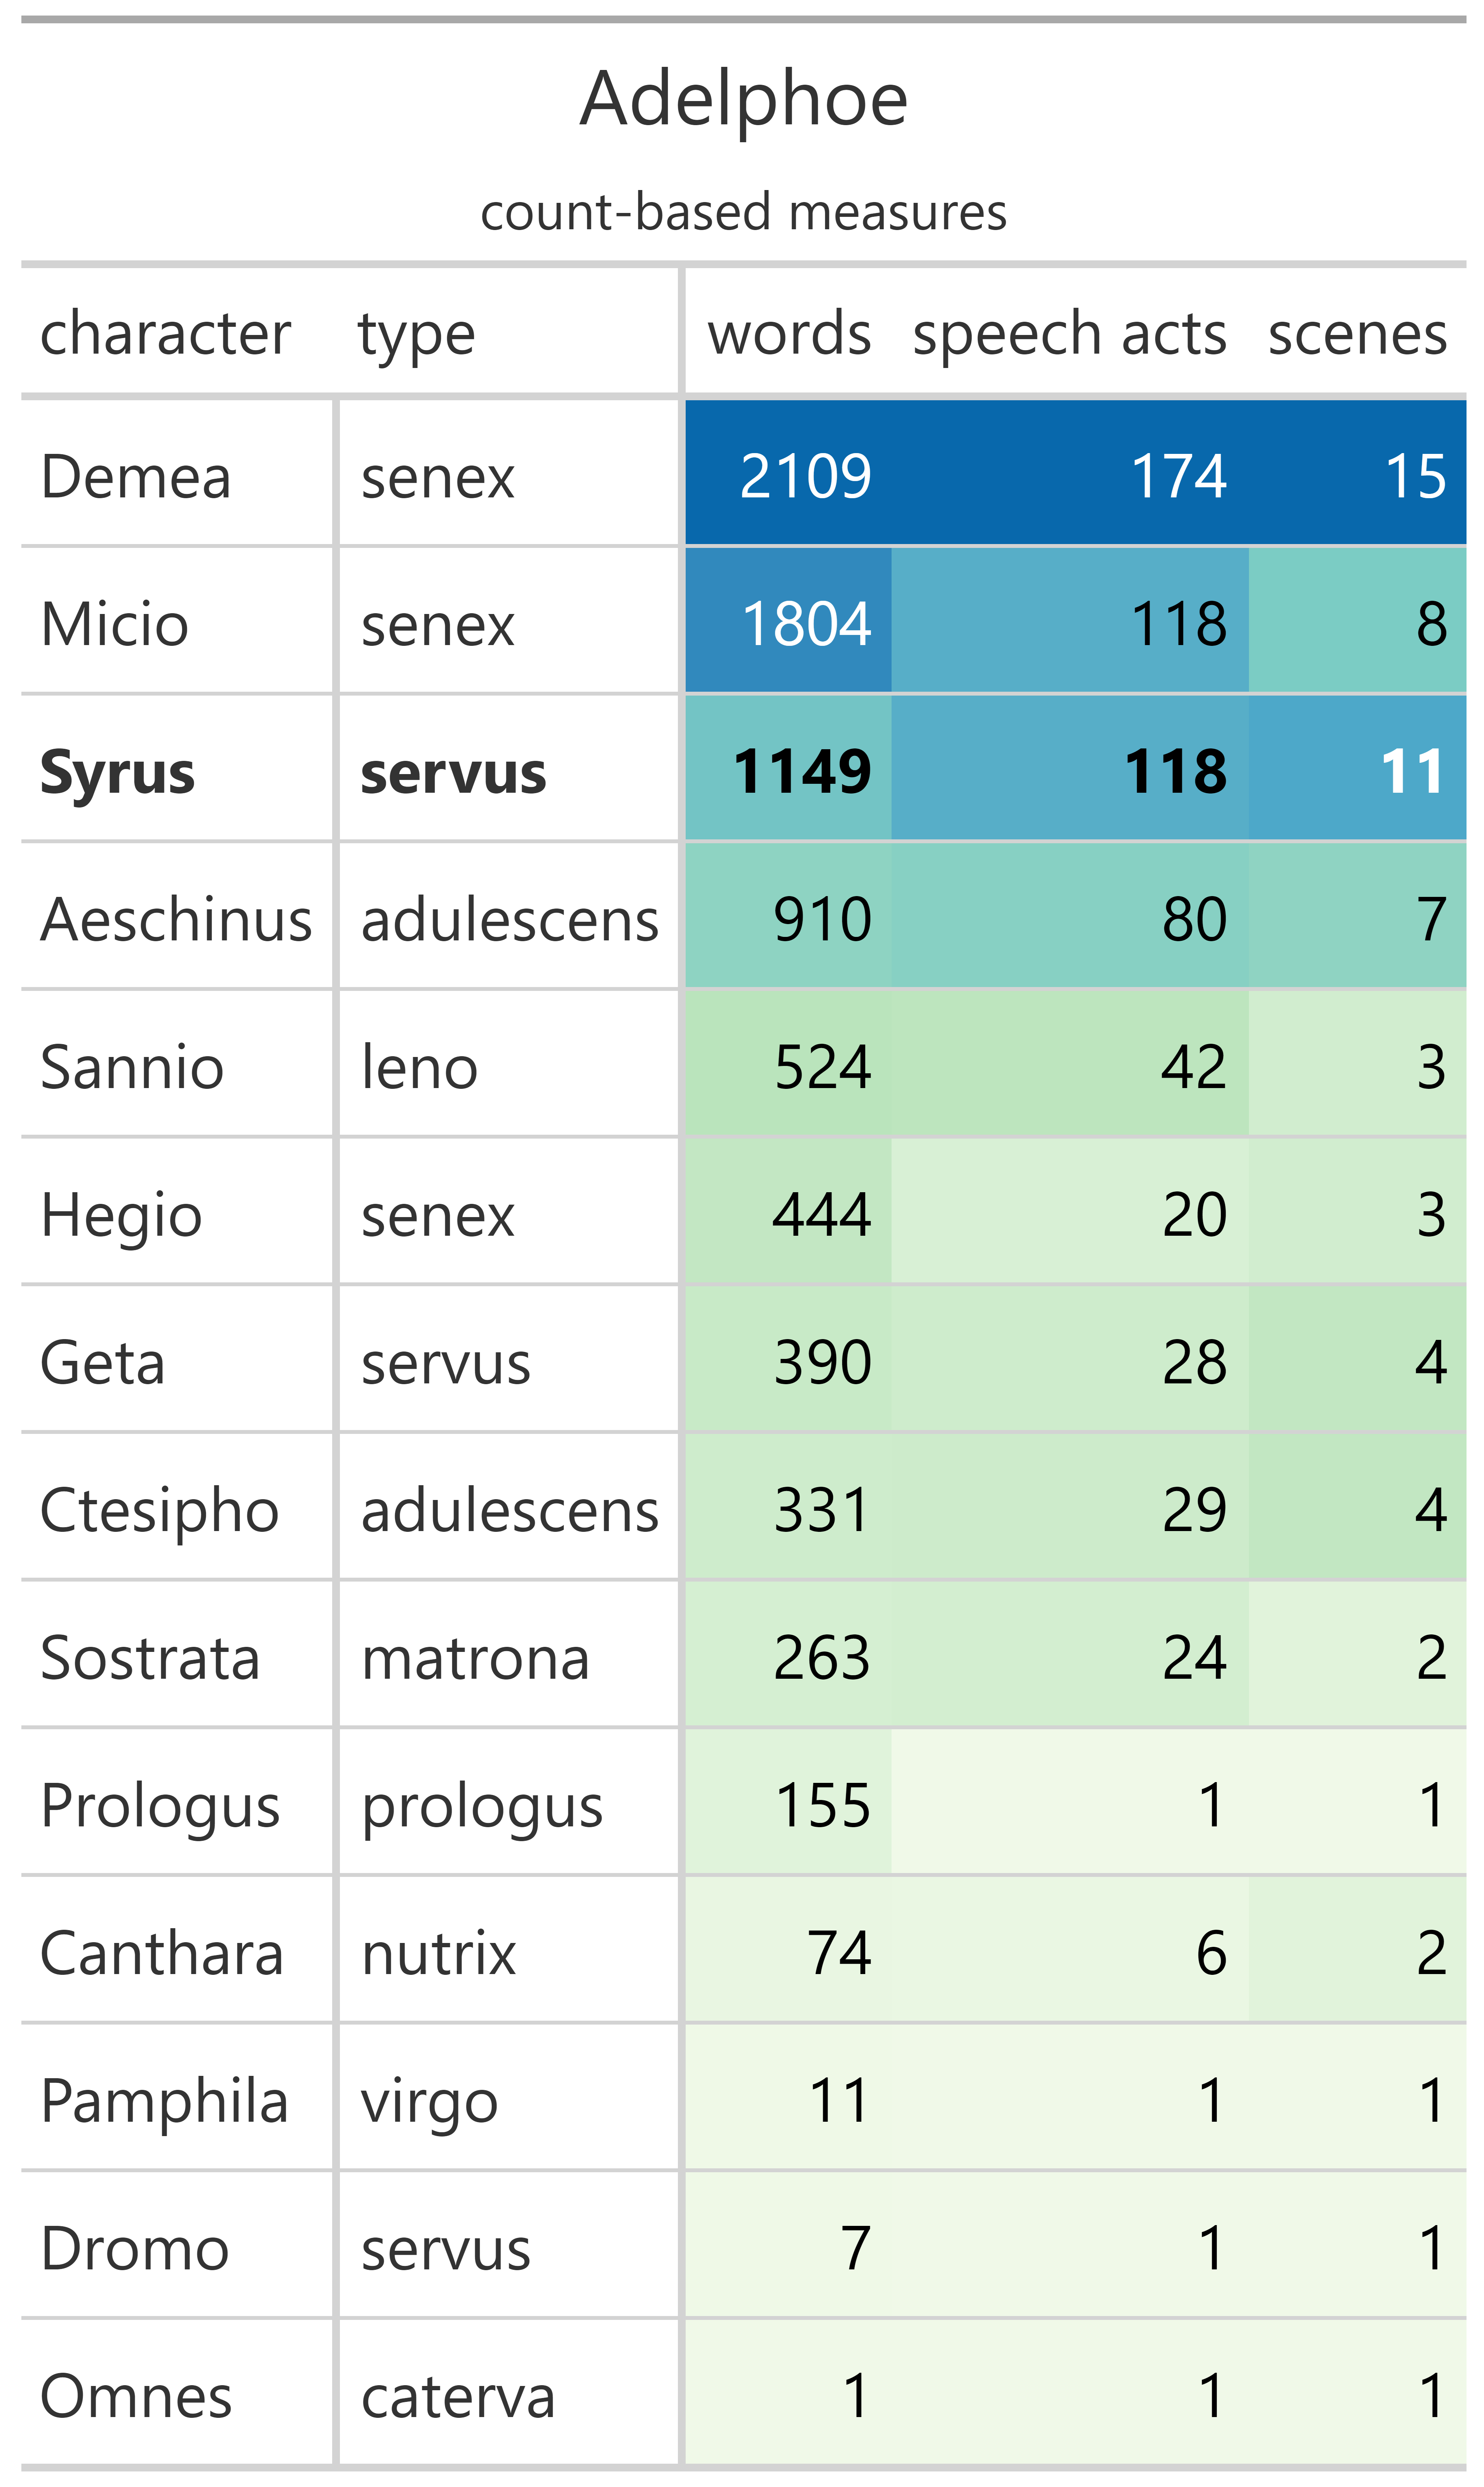 Adelphoe
count-based measures
character type words speech acts scenes
Demea senex 2109 174 15
Micio senex 1804 118 8
Syrus servus 1149 118 11
Aeschinus adulescens 910 80 7
Sannio leno 524 42 3
Hegio senex 444 20 3
Geta servus 390 28 4
Ctesipho adulescens 331 29 4
Sostrata matrona 263 24 2
Prologus prologus 155 1 1
Canthara nutrix 74 6 2
Pamphila virgo 11 1 1
Dromo servus 7 1 1
Omnes caterva 1 1 1